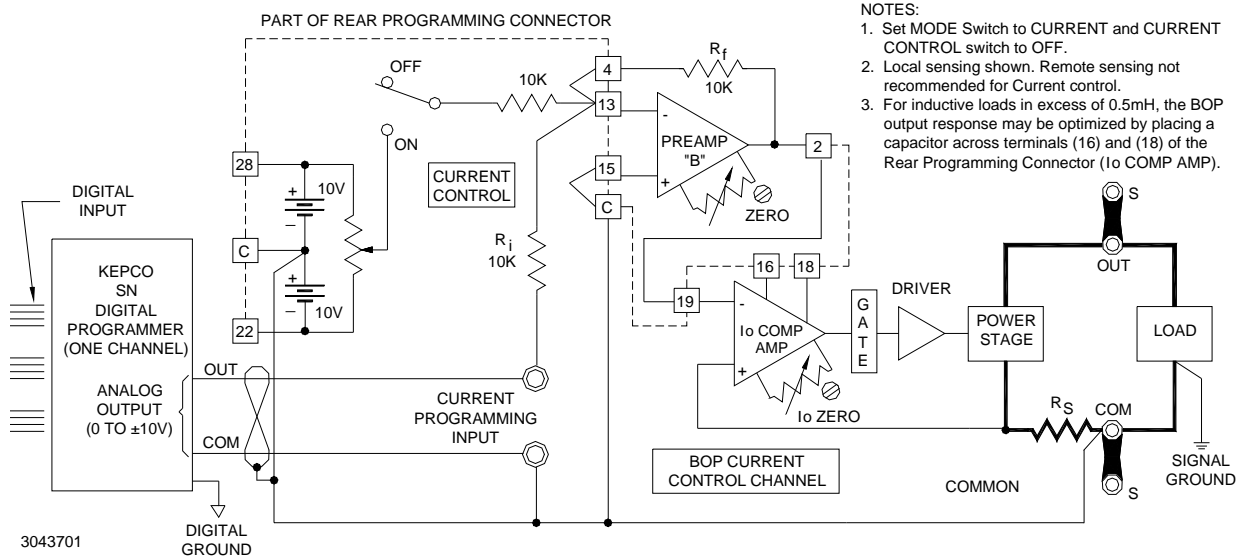 PART OF REAR PROGRAMMING CONNECTOR
NOTES:
1. Set MODE Switch to CURRENT and CURRENT
CONTROL switch to OFF.
2. Local sensing shown. Remote sensing not
recommended for Current control.
3. For inductive loads in excess of 0.5mH, the BOP
output response may be optimized by placing a
capacitor across terminals (16) and (18) of the
Rear Programming Connector (Io COMP AMP).
OFF
ON
10K
4
13
Rf
10K
PREAMP
"B"
-
+
ZERO
2
15
C
28
+
10V
–
C
+
10V
–
22
CURRENT
CONTROL
Ri
10K
DIGITAL
INPUT
KEPCO
SN
DIGITAL
PROGRAMMER
(ONE CHANNEL)
ANALOG
OUTPUT
(0 TO ±10V)
OUT
COM
CURRENT
PROGRAMMING
INPUT
DIGITAL
GROUND
16
18
19
-
Io COMP
AMP
+
Io ZERO
GATE
DRIVER
POWER
STAGE
S
OUT
LOAD
RS
COM
S
SIGNAL
GROUND
BOP CURRENT
CONTROL CHANNEL
COMMON
3043701